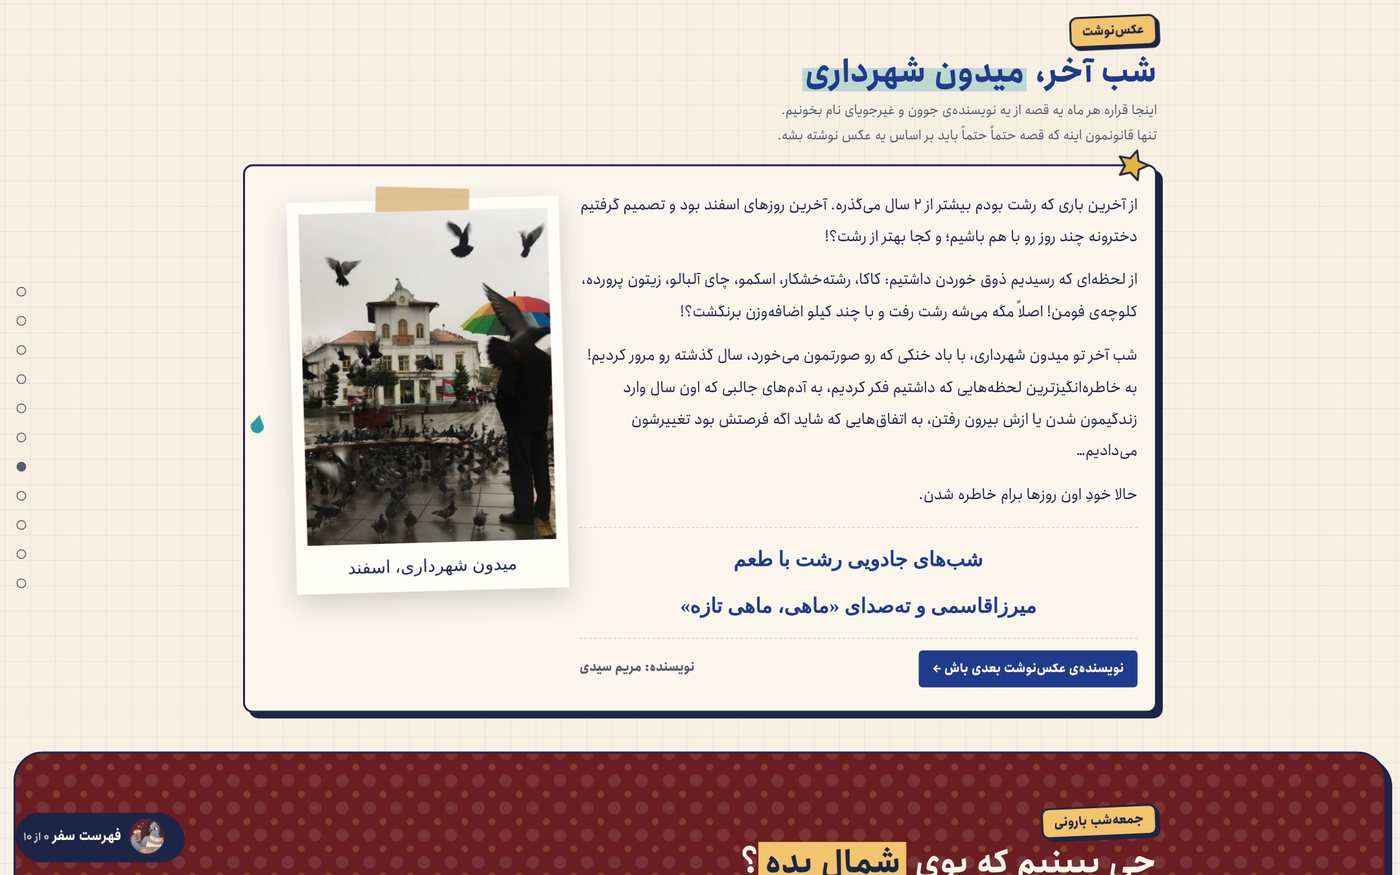 عکس‌نوشت
شب آخر، میدون شهرداری
اینجا قراره هر ماه یه قصه از یه نویسنده‌ی جوون و غیرجویای نام بخونیم.
تنها قانونمون اینه که قصه حتماً حتماً باید بر اساس یه عکس نوشته بشه.
از آخرین باری که رشت بودم بیشتر از ۲ سال می‌گذره. آخرین روزهای اسفند بود و تصمیم گرفتیم
دخترونه چند روز رو با هم باشیم؛ و کجا بهتر از رشت؟!
از لحظه‌ای که رسیدیم ذوق خوردن داشتیم: کاکا، رشته‌خشکار، اسکمو، چای آلبالو، زیتون پرورده،
کلوچه‌ی فومن! اصلاً مگه می‌شه رشت رفت و با چند کیلو اضافه‌وزن برنگشت؟!
شب آخر تو میدون شهرداری، با باد خنکی که رو صورتمون می‌خورد، سال گذشته رو مرور کردیم!
به خاطره‌انگیزترین لحظه‌هایی که داشتیم فکر کردیم، به آدم‌های جالبی که اون سال وارد
زندگیمون شدن یا ازش بیرون رفتن، به اتفاق‌هایی که شاید اگه فرصتش بود تغییرشون
می‌دادیم…
حالا خودِ اون روزها برام خاطره شدن.
شب‌های جادویی رشت با طعم
میرزاقاسمی و ته‌صدای «ماهی، ماهی تازه»
نویسنده‌ی عکس‌نوشت بعدی باش ←
نویسنده: مریم سیدی
میدون شهرداری، اسفند
جمعه‌شب بارونی
چی ببینیم که بوی شمال بده؟
فهرست سفر ۰ از ۱۰